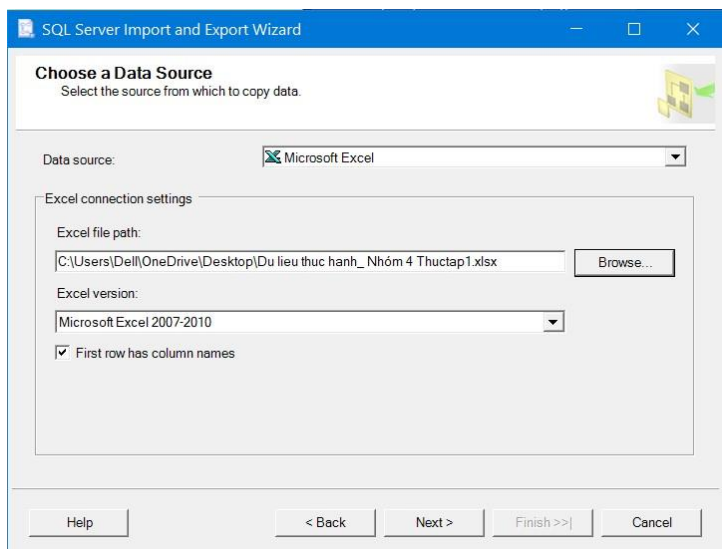 SQL Server Import and Export Wizard
Choose a Data Source
Select the source from which to copy data.
Data source:
Microsoft Excel
Excel connection settings
Excel file path:
C:\Users\Dell\OneDrive\Desktop\Du lieu thuc hanh_ Nhóm 4 Thuctap1.xlsx
Browse...
Excel version:
Microsoft Excel 2007-2010
First row has column names
Help
< Back
Next >
Finish >>|
Cancel